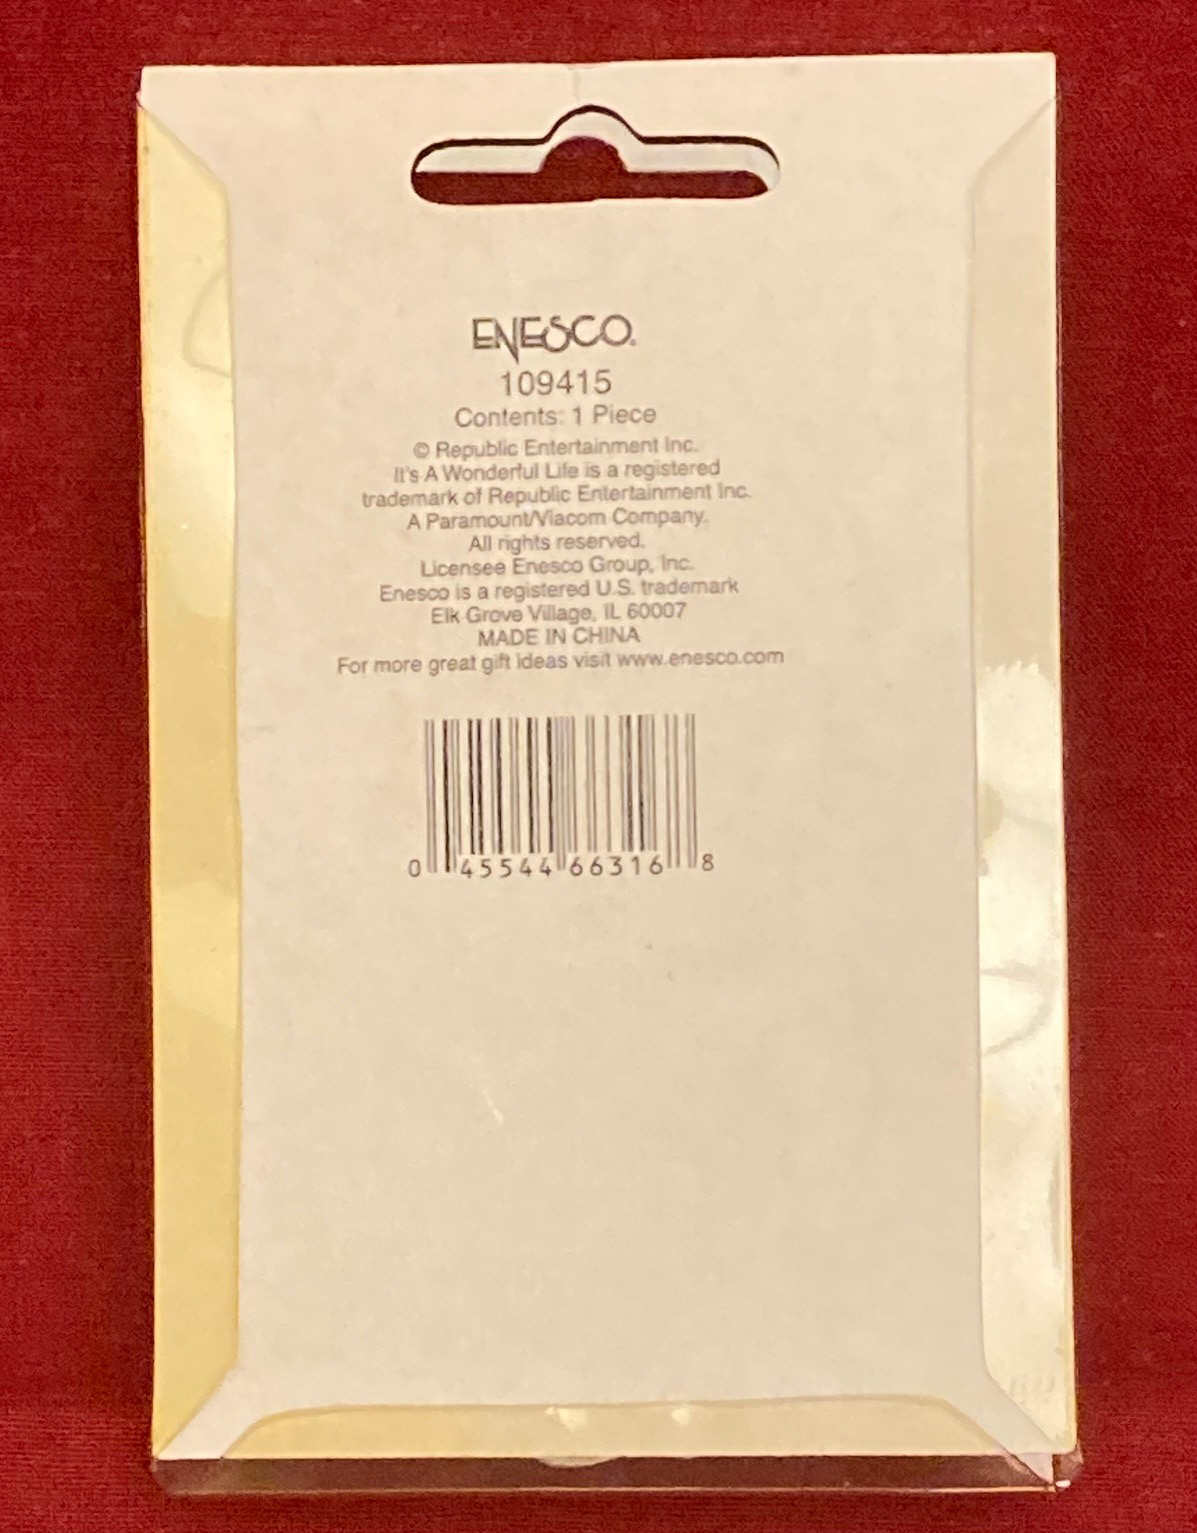 ENESCO®
109415
Contents: 1 Piece
© Republic Entertainment Inc.
It's A Wonderful Life is a registered
trademark of Republic Entertainment Inc.
A Paramount/Viacom Company.
All rights reserved.
Licensee Enesco Group, Inc.
Enesco is a registered U.S. trademark
Elk Grove Village, IL 60007
MADE IN CHINA
For more great gift ideas visit www.enesco.com
0 45544 66316 8